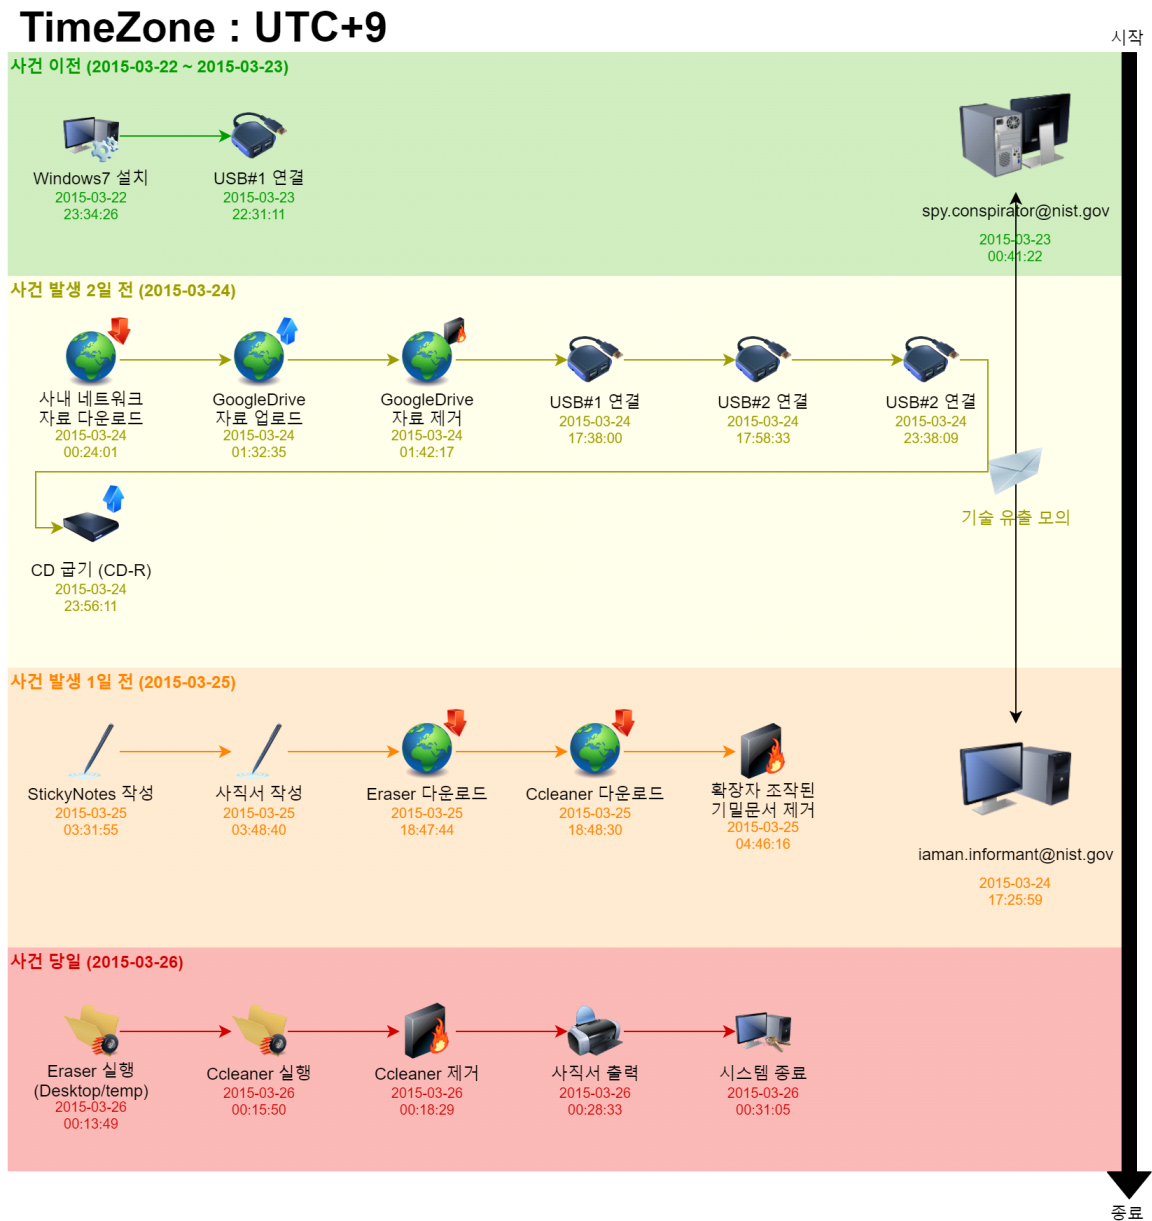 TimeZone : UTC+9
시작
사건 이전 (2015-03-22 ~ 2015-03-23)
Windows7 설치
2015-03-22
23:34:26
USB#1 연결
2015-03-23
22:31:11
spy.conspirator@nist.gov
2015-03-23
00:41:22
사건 발생 2일 전 (2015-03-24)
사내 네트워크
자료 다운로드
2015-03-24
00:24:01
GoogleDrive
자료 업로드
2015-03-24
01:32:35
GoogleDrive
자료 제거
2015-03-24
01:42:17
USB#1 연결
2015-03-24
17:38:00
USB#2 연결
2015-03-24
17:58:33
USB#2 연결
2015-03-24
23:38:09
기술 유출 모의
CD 굽기 (CD-R)
2015-03-24
23:56:11
사건 발생 1일 전 (2015-03-25)
StickyNotes 작성
2015-03-25
03:31:55
사직서 작성
2015-03-25
03:48:40
Eraser 다운로드
2015-03-25
18:47:44
Ccleaner 다운로드
2015-03-25
18:48:30
확장자 조작된
기밀문서 제거
2015-03-25
04:46:16
iaman.informant@nist.gov
2015-03-24
17:25:59
사건 당일 (2015-03-26)
Eraser 실행
(Desktop/temp)
2015-03-26
00:13:49
Ccleaner 실행
2015-03-26
00:15:50
Ccleaner 제거
2015-03-26
00:18:29
사직서 출력
2015-03-26
00:28:33
시스템 종료
2015-03-26
00:31:05
종료